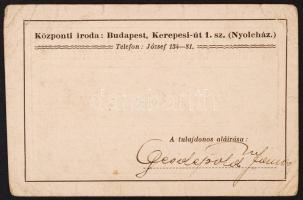 Központi iroda: Budapest, Kerepesi-út 1. sz. (Nyolcház.)
Telefon: József 134—81.
A tulajdonos aláírása: